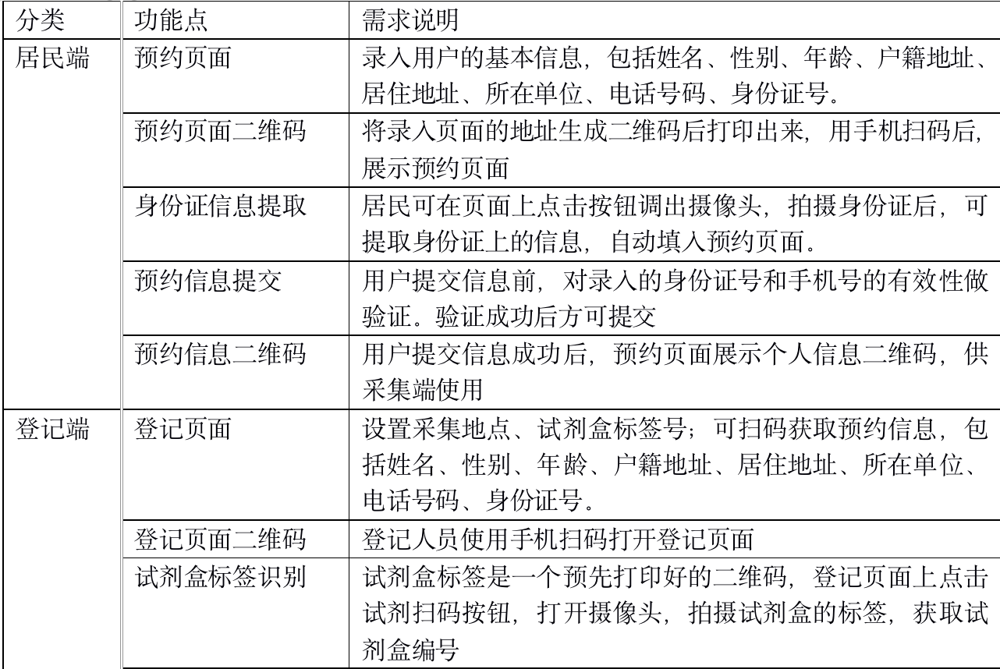 分类 功能点 需求说明
居民端 预约页面 录入用户的基本信息，包括姓名、性别、年龄、户籍地址、
居住地址、所在单位、电话号码、身份证号。
预约页面二维码 将录入页面的地址生成二维码后打印出来，用手机扫码后，
展示预约页面
身份证信息提取 居民可在页面上点击按钮调出摄像头，拍摄身份证后，可
提取身份证上的信息，自动填入预约页面。
预约信息提交 用户提交信息前，对录入的身份证号和手机号的有效性做
验证。验证成功后方可提交
预约信息二维码 用户提交信息成功后，预约页面展示个人信息二维码，供
采集端使用
登记端 登记页面 设置采集地点、试剂盒标签号；可扫码获取预约信息，包
括姓名、性别、年龄、户籍地址、居住地址、所在单位、
电话号码、身份证号。
登记页面二维码 登记人员使用手机扫码打开登记页面
试剂盒标签识别 试剂盒标签是一个预先打印好的二维码，登记页面上点击
试剂扫码按钮，打开摄像头，拍摄试剂盒的标签，获取试
剂盒编号